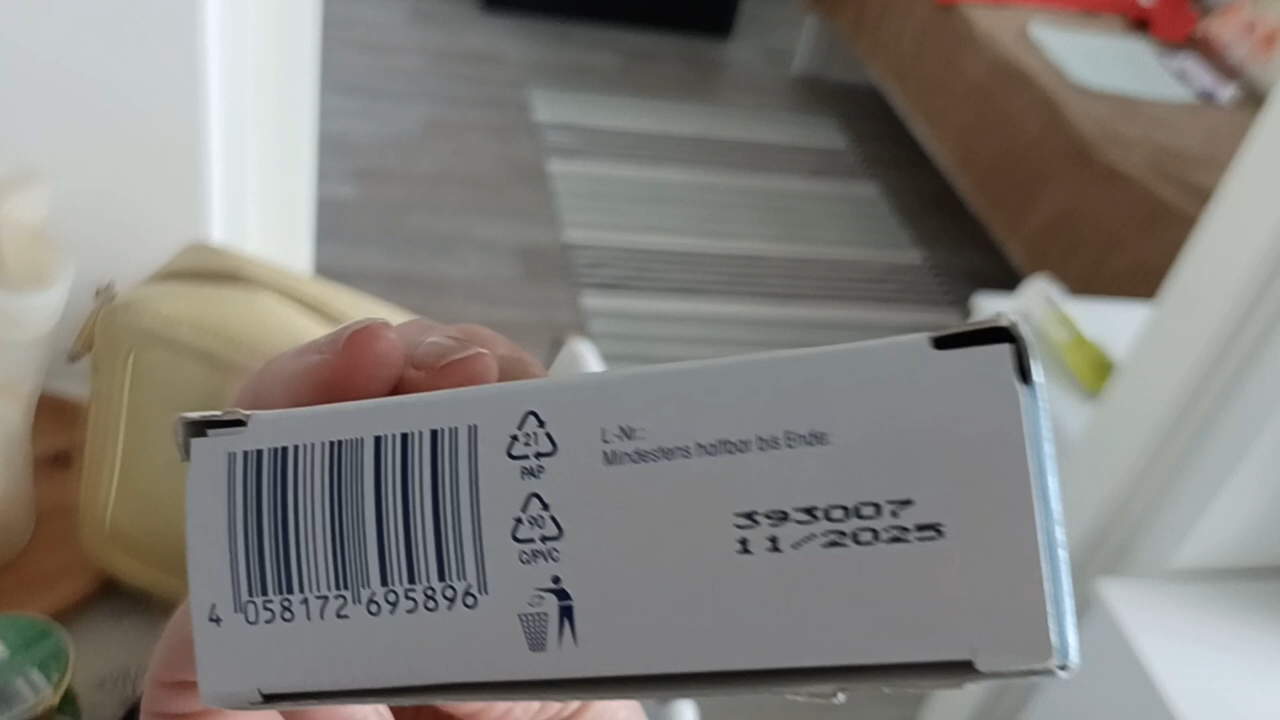 4 058172 695896
21
PAP
90
C/PVC
L-Nr.:
Mindestens haltbar bis Ende:
393007
11/2025